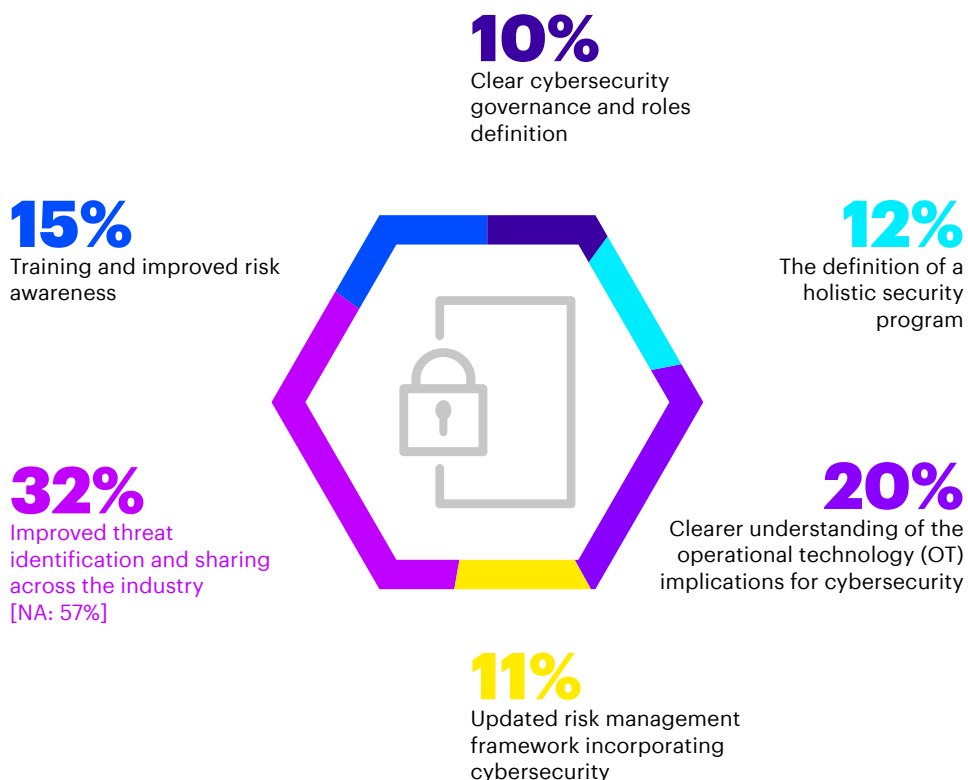 10%
Clear cybersecurity
governance and roles
definition
15%
Training and improved risk
awareness
12%
The definition of a
holistic security
program
32%
Improved threat
identification and sharing
across the industry
[NA: 57%]
20%
Clearer understanding of the
operational technology (OT)
implications for cybersecurity
11%
Updated risk management
framework incorporating
cybersecurity